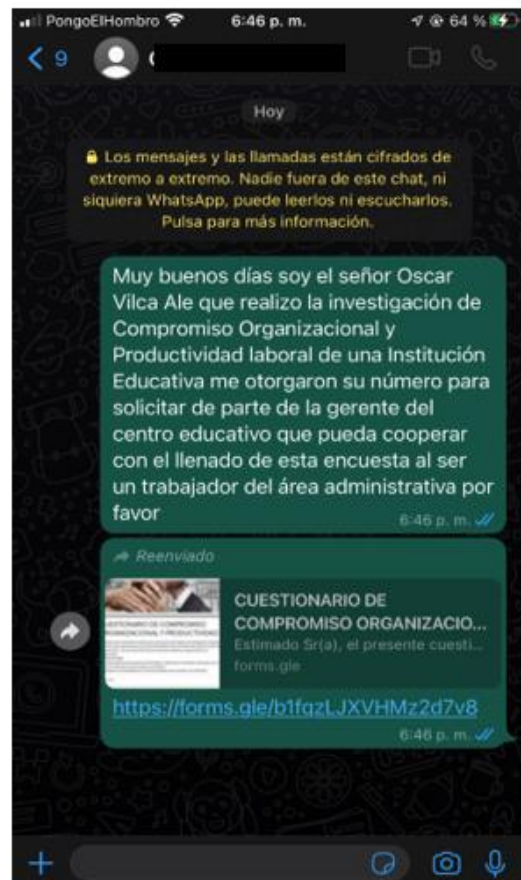 PongoElHombro 6:46 p. m. 64 %
9
Hoy
Los mensajes y las llamadas están cifrados de
extremo a extremo. Nadie fuera de este chat, ni
siquiera WhatsApp, puede leerlos ni escucharlos.
Pulsa para más información.
Muy buenos días soy el señor Oscar
Vilca Ale que realizo la investigación de
Compromiso Organizacional y
Productividad laboral de una Institución
Educativa me otorgaron su número para
solicitar de parte de la gerente del
centro educativo que pueda cooperar
con el llenado de esta encuesta al ser
un trabajador del área administrativa por
favor
6:46 p. m.
Reenviado
CUESTIONARIO DE
COMPROMISO ORGANIZACIO...
Estimado Sr(a), el presente cuesti...
forms.gle
https://forms.gle/b1fqzLJXVHMz2d7v8
6:46 p. m.